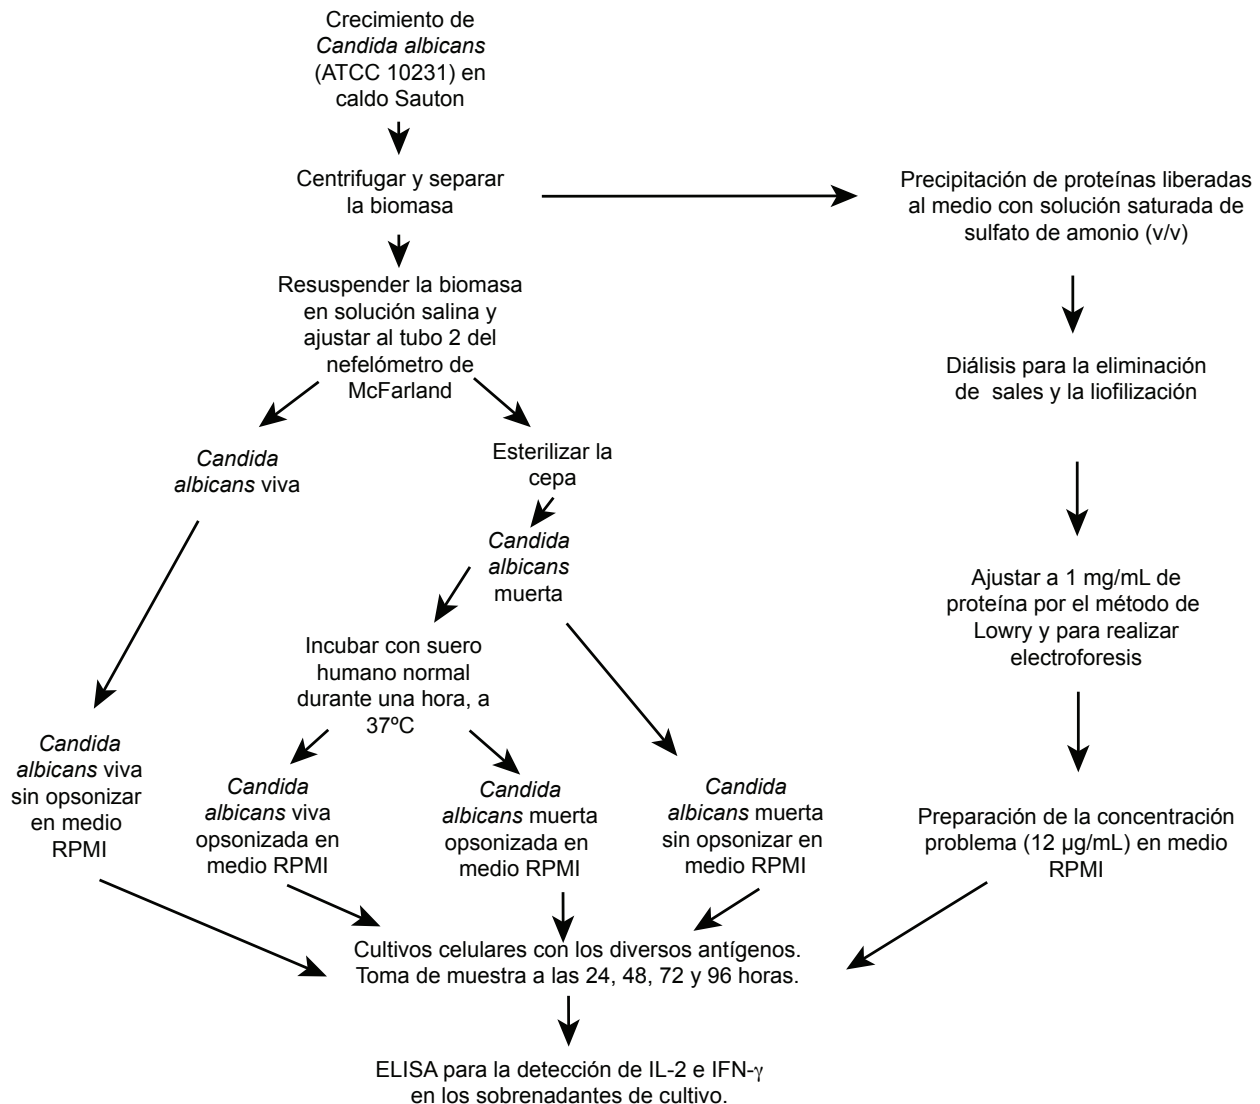 Crecimiento de
Candida albicans
(ATCC 10231) en
caldo Sauton
Centrifugar y separar
la biomasa
Precipitación de proteínas liberadas
al medio con solución saturada de
sulfato de amonio (v/v)
Resuspender la biomasa
en solución salina y
ajustar al tubo 2 del
nefelómetro de
McFarland
Diálisis para la eliminación
de sales y la liofilización
Candida
albicans viva
Esterilizar la
cepa
Candida
albicans
muerta
Ajustar a 1 mg/mL de
proteína por el método de
Lowry y para realizar
electroforesis
Incubar con suero
humano normal
durante una hora, a
37ºC
Candida
albicans viva
sin opsonizar
en medio
RPMI
Candida
albicans viva
opsonizada en
medio RPMI
Candida
albicans muerta
opsonizada en
medio RPMI
Candida
albicans muerta
sin opsonizar en
medio RPMI
Preparación de la concentración
problema (12 µg/mL) en medio
RPMI
Cultivos celulares con los diversos antígenos.
Toma de muestra a las 24, 48, 72 y 96 horas.
ELISA para la detección de IL-2 e IFN-γ
en los sobrenadantes de cultivo.